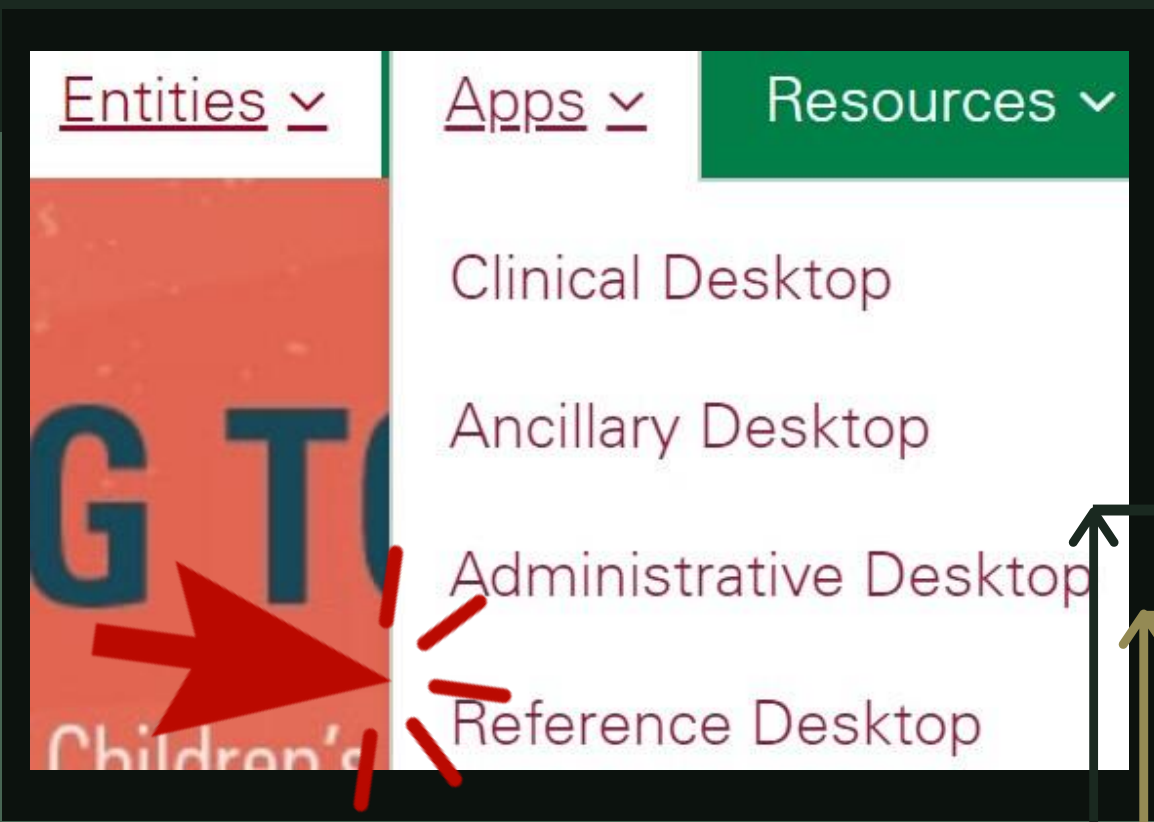 Entities
Apps
Resources
Clinical Desktop
Ancillary Desktop
G TO
Administrative Desktop
Reference Desktop
Children's